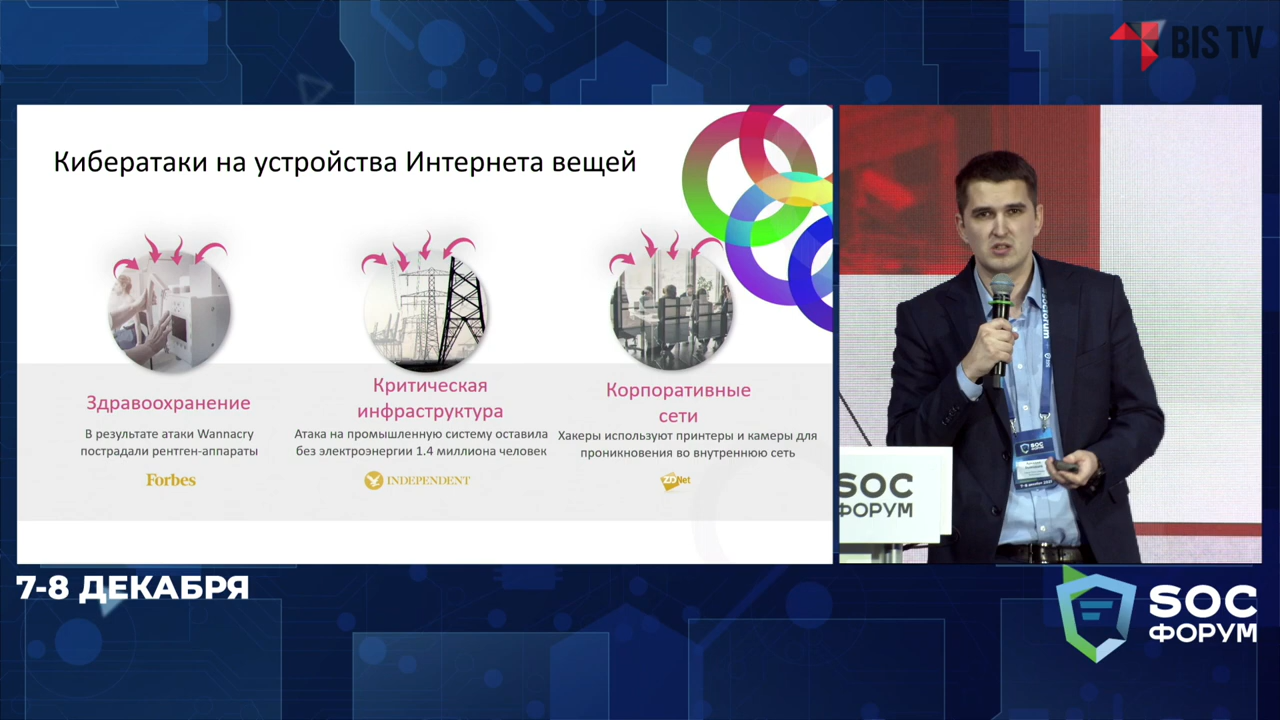 BIS TV
Кибератаки на устройства Интернета вещей
Здравоохранение
В результате атаки Wannacry
пострадали рентген-аппараты
Forbes
Критическая
инфраструктура
Атака на промышленную систему оставила
без электроэнергии 1.4 миллиона человек
INDEPENDENT
Корпоративные
сети
Хакеры используют принтеры и камеры для
проникновения во внутреннюю сеть
ZDNet
SOC
ФОРУМ
7-8 ДЕКАБРЯ
SOC
ФОРУМ